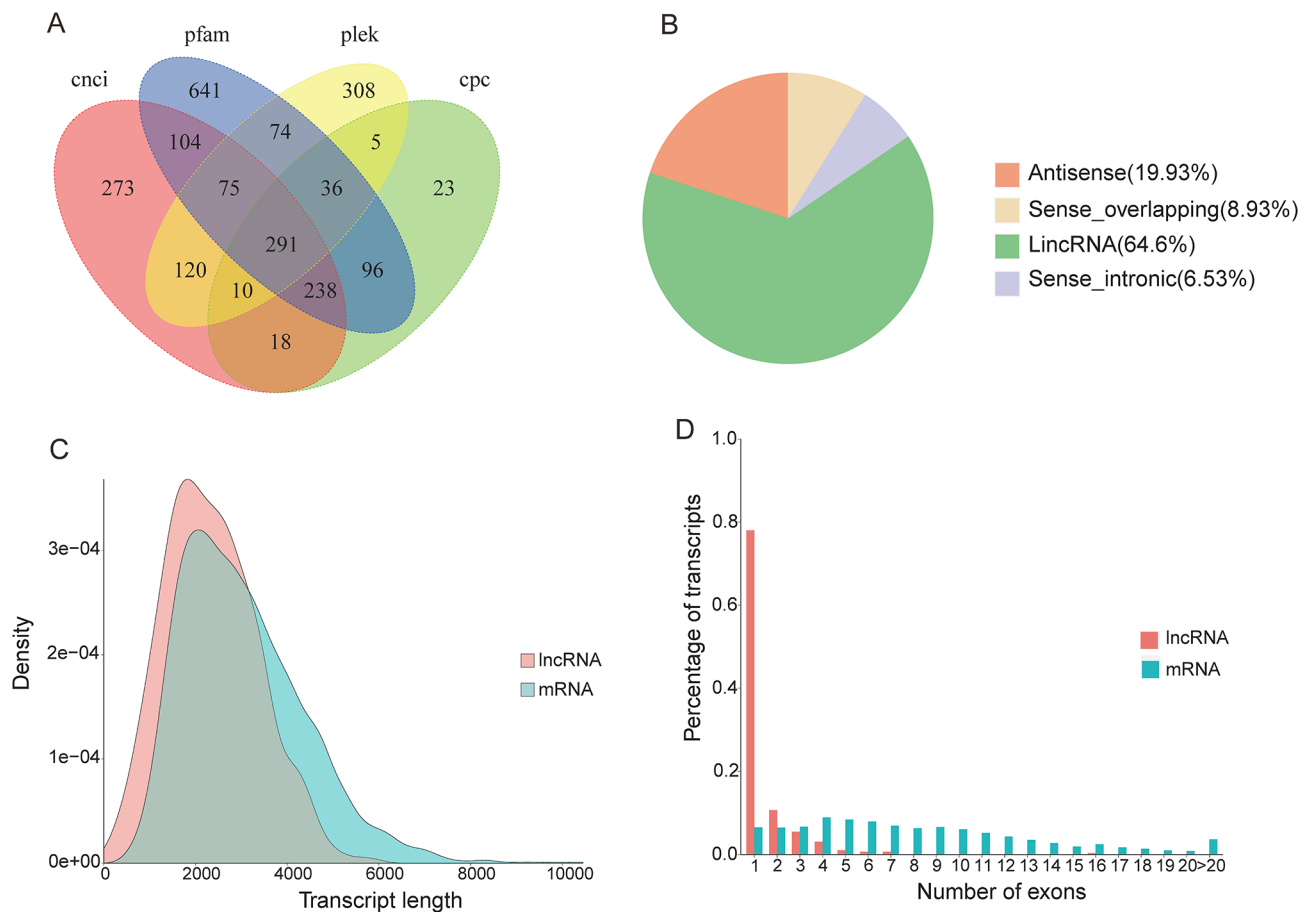 A
B
pfam
plek
cnci
cpc
641
308
104
74
5
273
75
36
23
291
120
96
10
238
18
Antisense(19.93%)
Sense_overlapping(8.93%)
LincRNA(64.6%)
Sense_intronic(6.53%)
C
3e−04
2e−04
1e−04
0e+00
Density
0
2000
4000
6000
8000
10000
Transcript length
lncRNA
mRNA
D
1.0
0.8
0.6
0.4
0.2
0.0
Percentage of transcripts
1 2 3 4 5 6 7 8 9 10 11 12 13 14 15 16 17 18 19 20 >20
Number of exons
lncRNA
mRNA